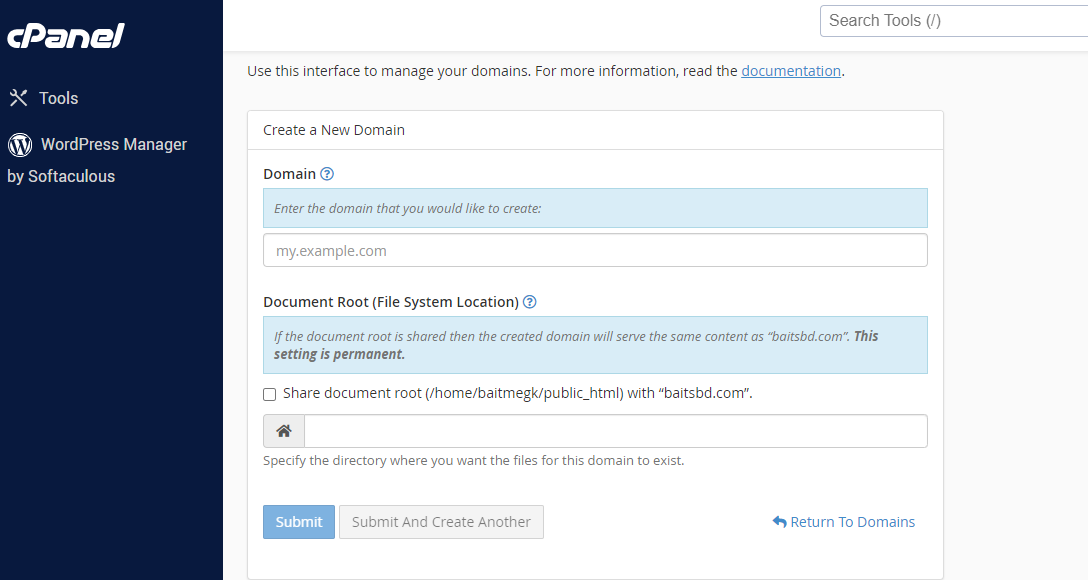 cPanel
Search Tools (/)
Tools
WordPress Manager
by Softaculous
Use this interface to manage your domains. For more information, read the documentation.
Create a New Domain
Domain
Enter the domain that you would like to create:
my.example.com
Document Root (File System Location)
If the document root is shared then the created domain will serve the same content as “baitsbd.com”. This
setting is permanent.
Share document root (/home/baitmegk/public_html) with “baitsbd.com”.
Specify the directory where you want the files for this domain to exist.
Submit
Submit And Create Another
Return To Domains